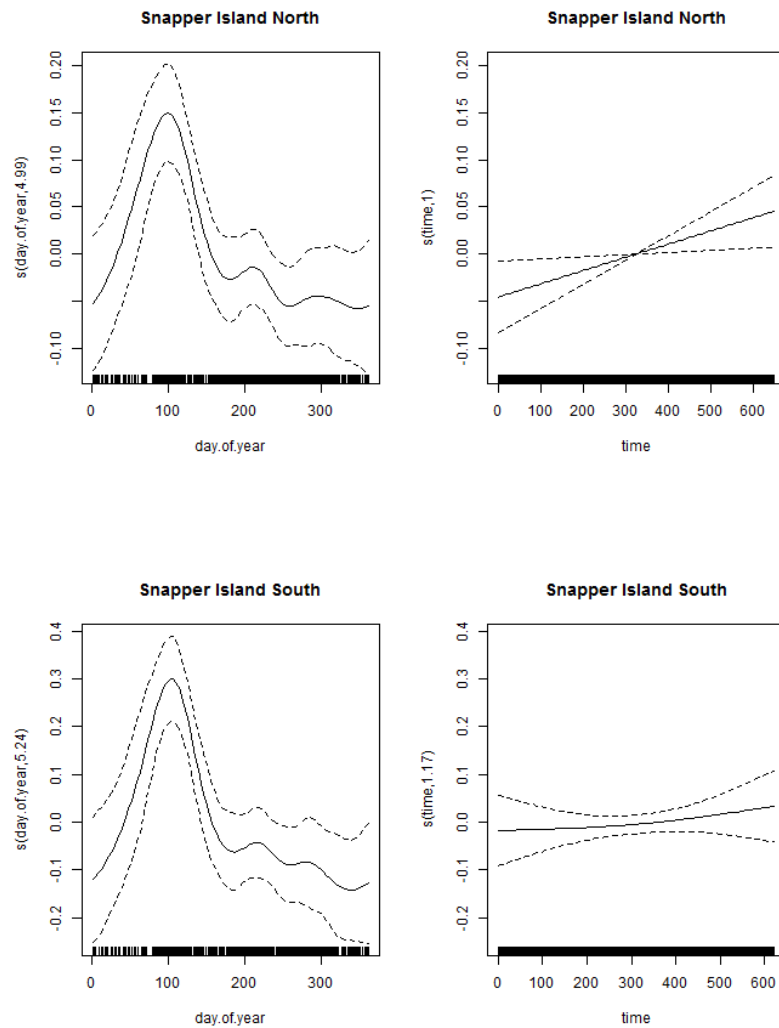 Snapper Island North
s(day.of.year,4.99)
0.20
0.15
0.10
0.05
0.00
-0.10
0 100 200 300
day.of.year
Snapper Island North
s(time,1)
0.20
0.15
0.10
0.05
0.00
-0.10
0 100 200 300 400 500 600
time
Snapper Island South
s(day.of.year,5.24)
0.4
0.3
0.2
0.1
0.0
-0.1
-0.2
0 100 200 300
day.of.year
Snapper Island South
s(time,1.17)
0.4
0.3
0.2
0.1
0.0
-0.1
-0.2
0 100 200 300 400 500 600
time